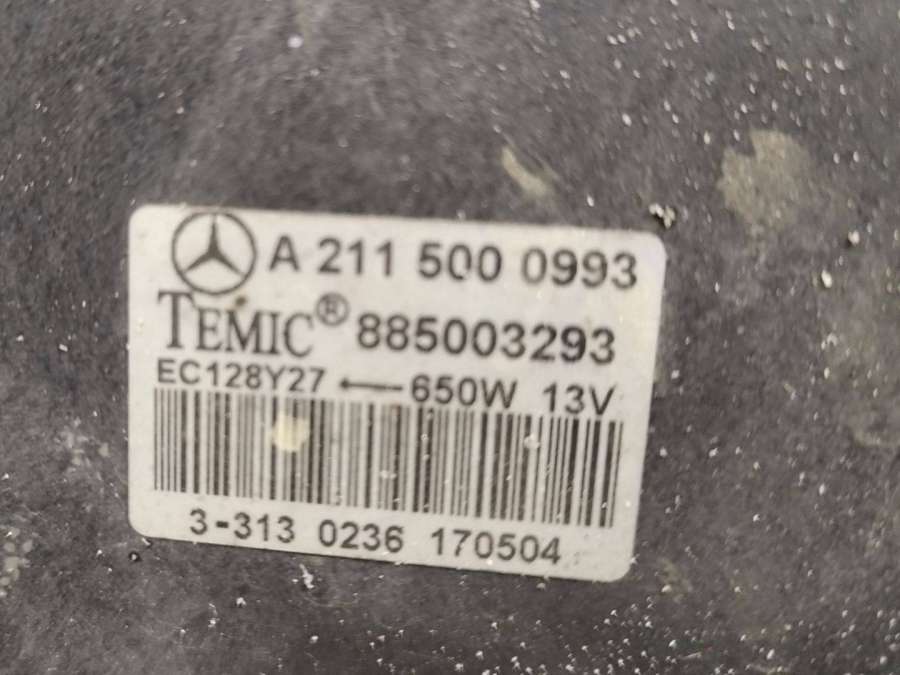 A 211 500 0993
TEMIC® 885003293
EC128Y27 ← 650W 13V
3-313 0236 170504